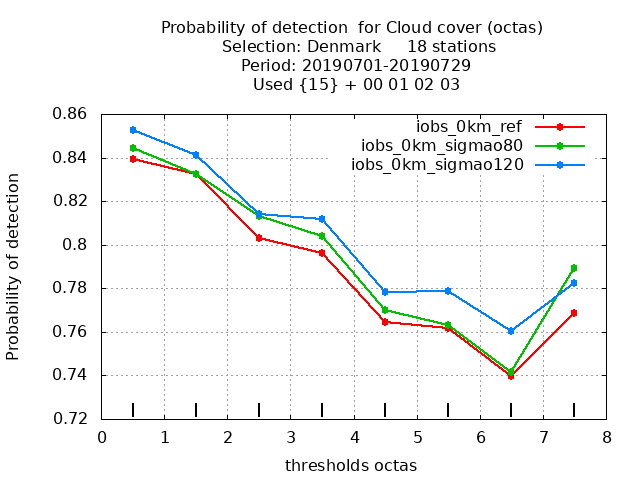 Probability of detection  for Cloud cover (octas)
Selection: Denmark     18 stations
Period: 20190701-20190729
Used {15} + 00 01 02 03
iobs_0km_ref
iobs_0km_sigmao80
iobs_0km_sigmao120
Probability of detection
0.86
0.84
0.82
0.8
0.78
0.76
0.74
0.72
0 1 2 3 4 5 6 7 8
thresholds octas